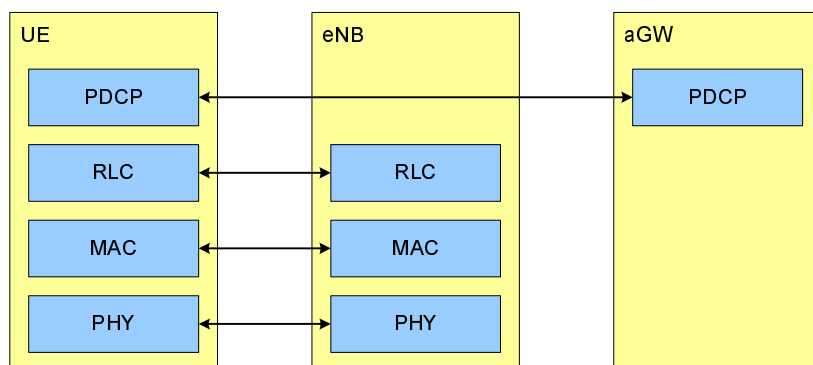 UE
eNB
aGW
PDCP
PDCP
RLC
RLC
MAC
MAC
PHY
PHY